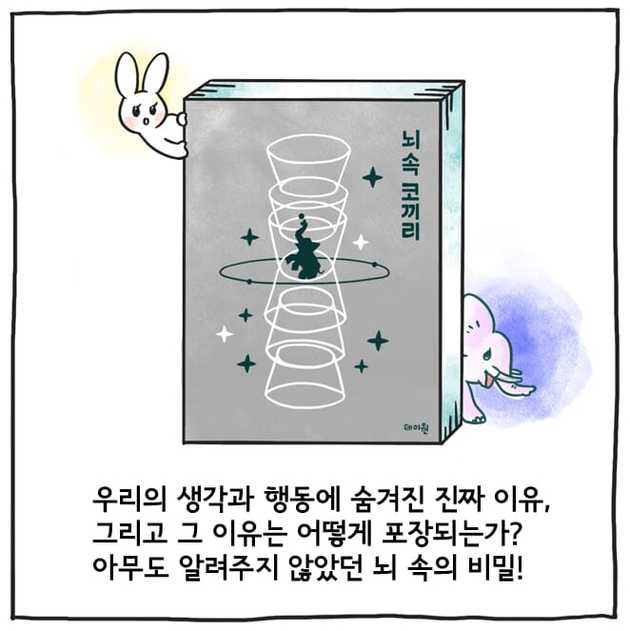 뇌 속 코끼리
데이원
우리의 생각과 행동에 숨겨진 진짜 이유,
그리고 그 이유는 어떻게 포장되는가?
아무도 알려주지 않았던 뇌 속의 비밀!